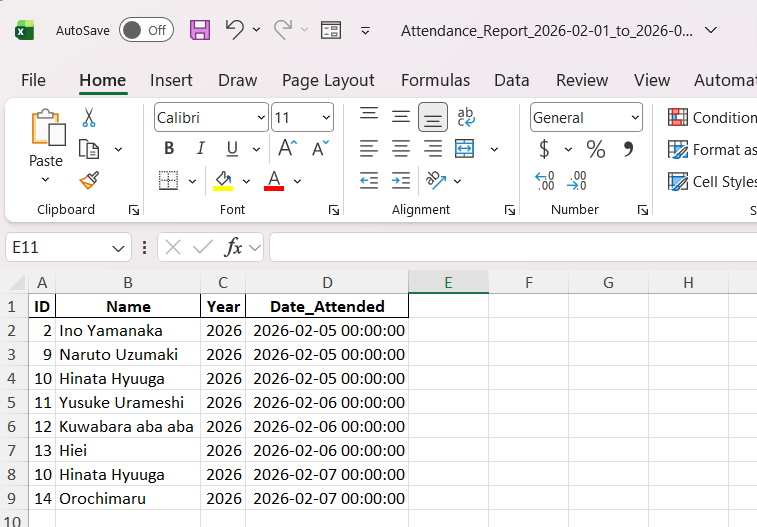 AutoSave Off Attendance_Report_2026-02-01_to_2026-0...
File Home Insert Draw Page Layout Formulas Data Review View Automa
Calibri 11 General Condition
Paste B I U A A ab c $ % 9 Format as
A .00 .0 Cell Styles
Clipboard Font Alignment Number S
E11 fx
A B C D E F G H
1 ID Name Year Date_Attended
2 2 Ino Yamanaka 2026 2026-02-05 00:00:00
3 9 Naruto Uzumaki 2026 2026-02-05 00:00:00
4 10 Hinata Hyuuga 2026 2026-02-05 00:00:00
5 11 Yusuke Urameshi 2026 2026-02-06 00:00:00
6 12 Kuwabara aba aba 2026 2026-02-06 00:00:00
7 13 Hiei 2026 2026-02-06 00:00:00
8 10 Hinata Hyuuga 2026 2026-02-07 00:00:00
9 14 Orochimaru 2026 2026-02-07 00:00:00
10